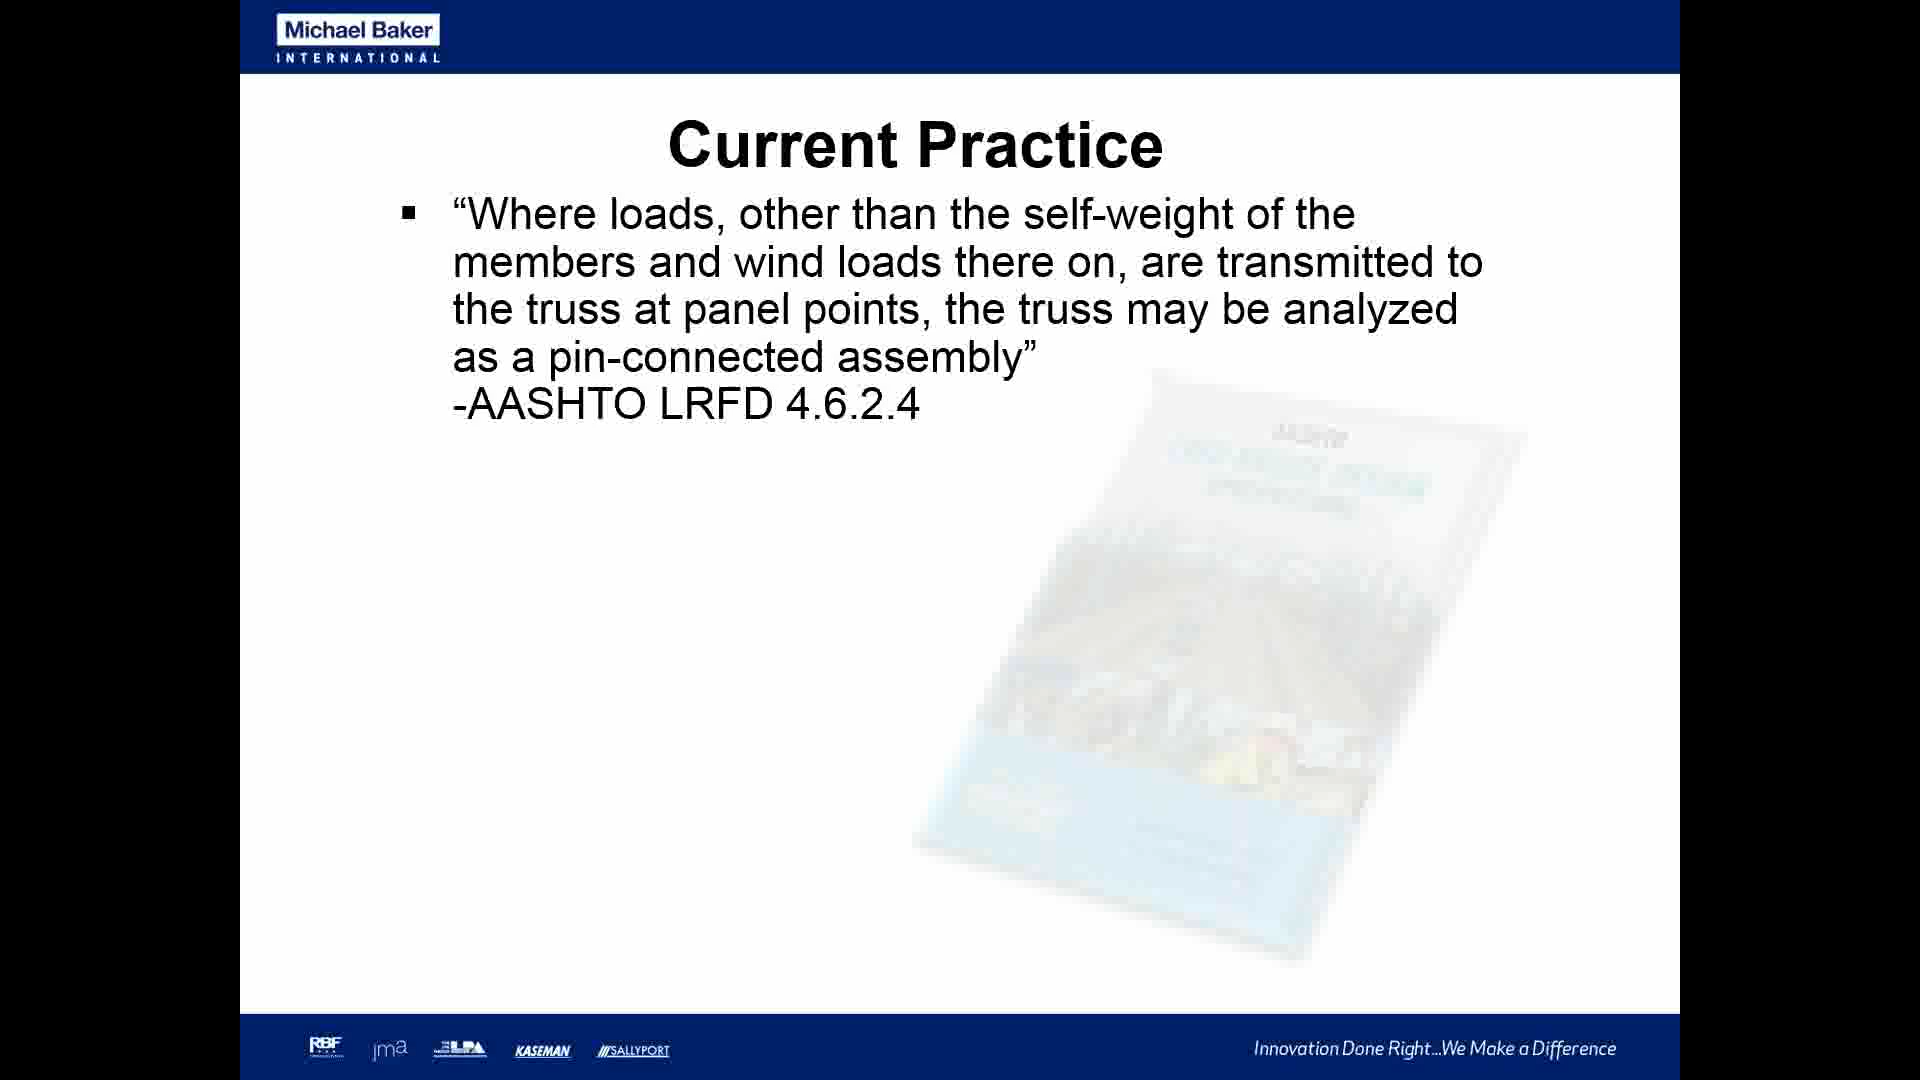 Michael Baker
INTERNATIONAL
Current Practice
▪ “Where loads, other than the self-weight of the
members and wind loads there on, are transmitted to
the truss at panel points, the truss may be analyzed
as a pin-connected assembly”
-AASHTO LRFD 4.6.2.4
AASHTO
RBF
jma
LPA
KASEMAN
SALLYPORT
Innovation Done Right...We Make a Difference